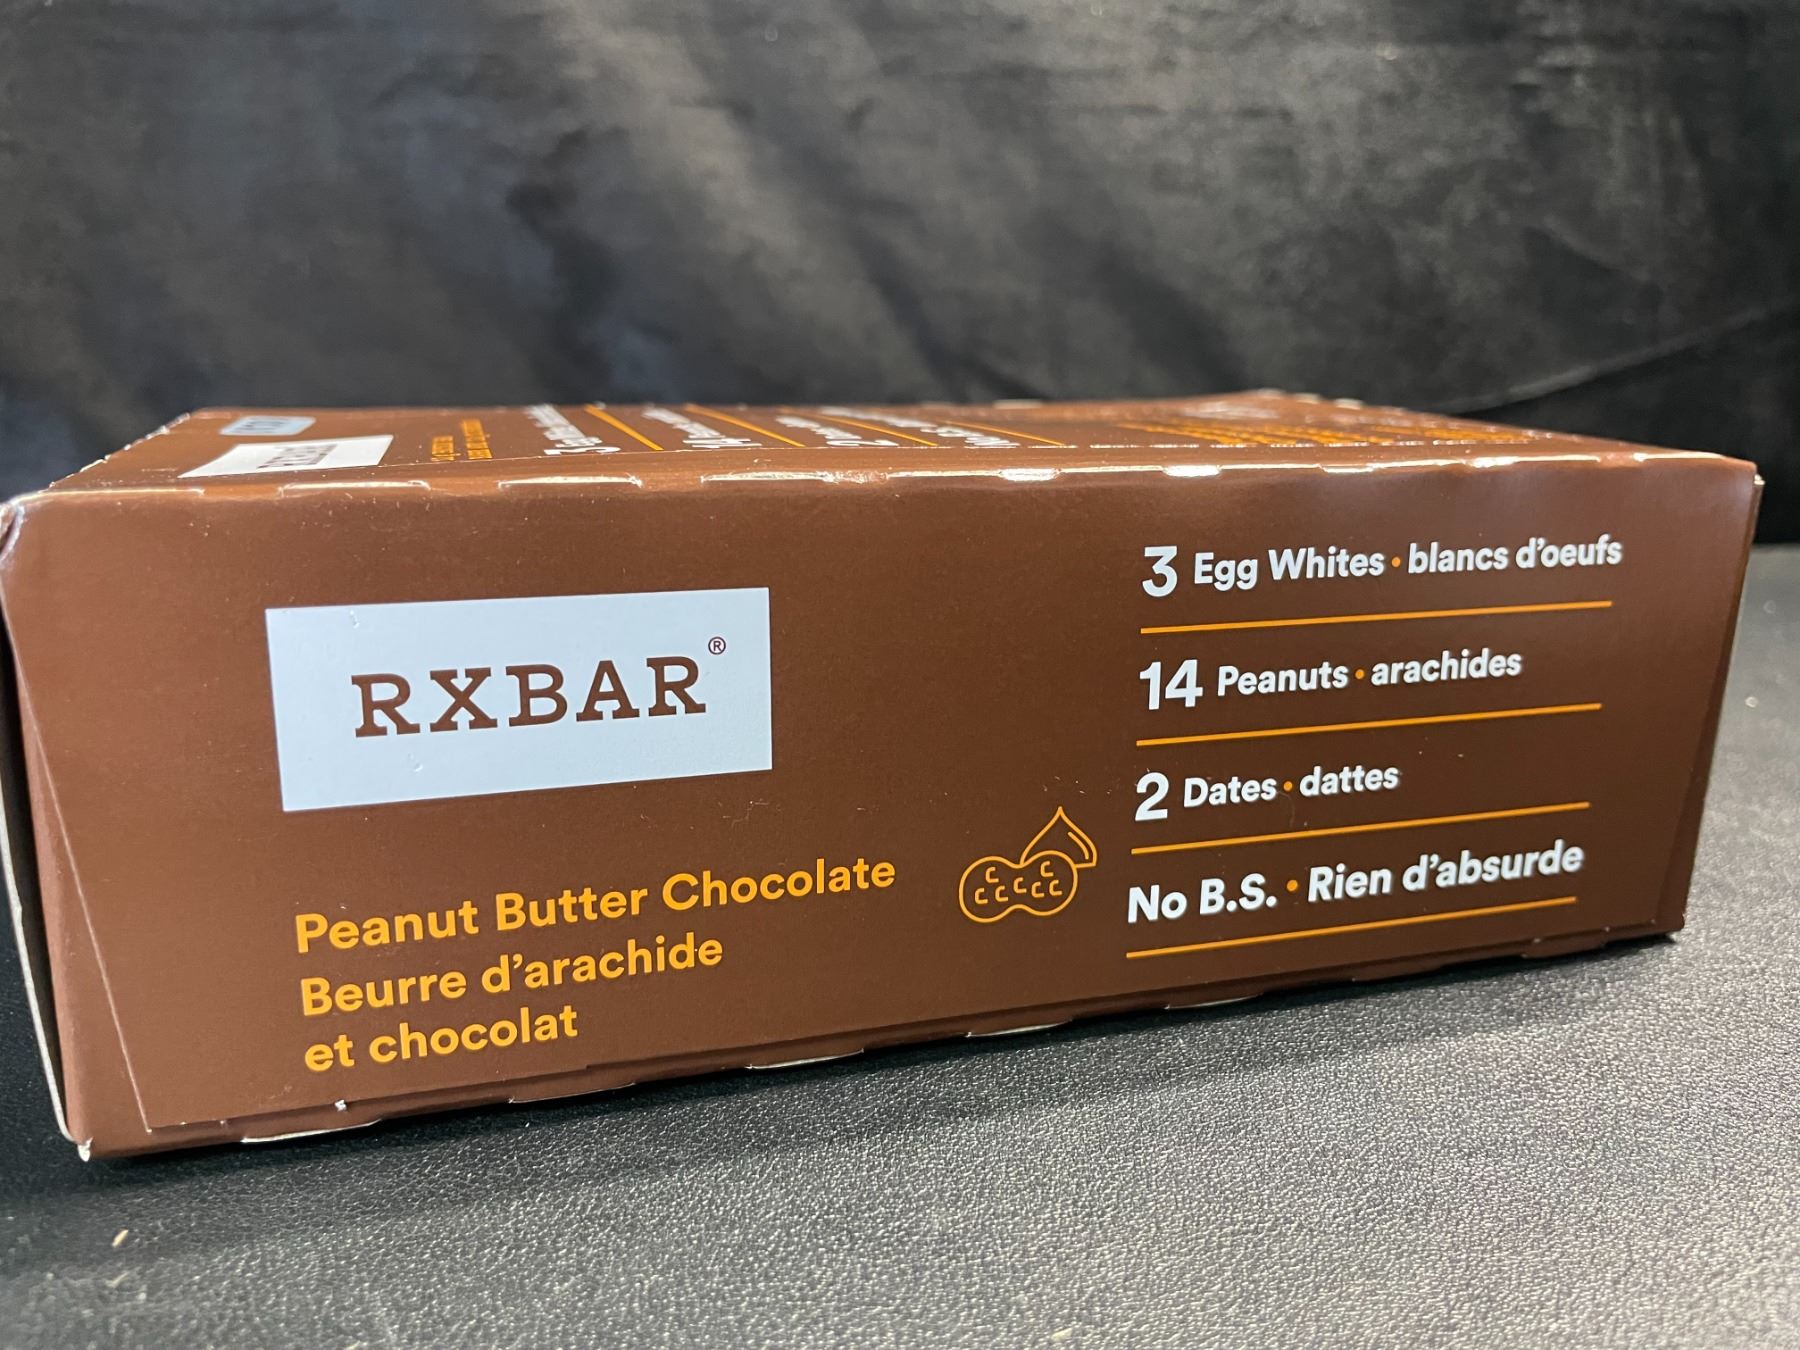 RXBAR®
Peanut Butter Chocolate
Beurre d'arachide
et chocolat
3 Egg Whites • blancs d'oeufs
14 Peanuts • arachides
2 Dates • dattes
No B.S. • Rien d'absurde